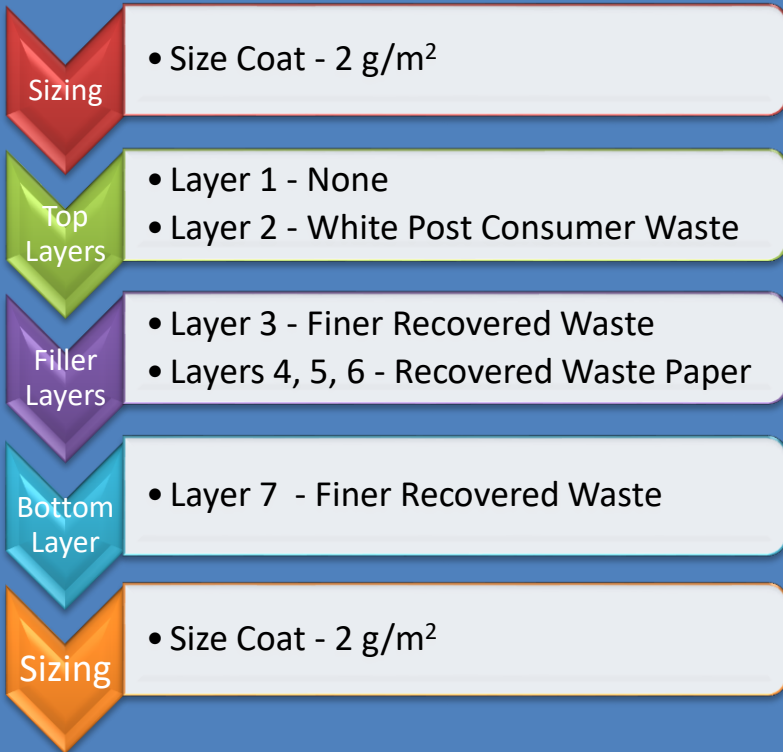 Sizing
• Size Coat - 2 g/m²
Top
Layers
• Layer 1 - None
• Layer 2 - White Post Consumer Waste
Filler
Layers
• Layer 3 - Finer Recovered Waste
• Layers 4, 5, 6 - Recovered Waste Paper
Bottom
Layer
• Layer 7  - Finer Recovered Waste
Sizing
• Size Coat - 2 g/m²